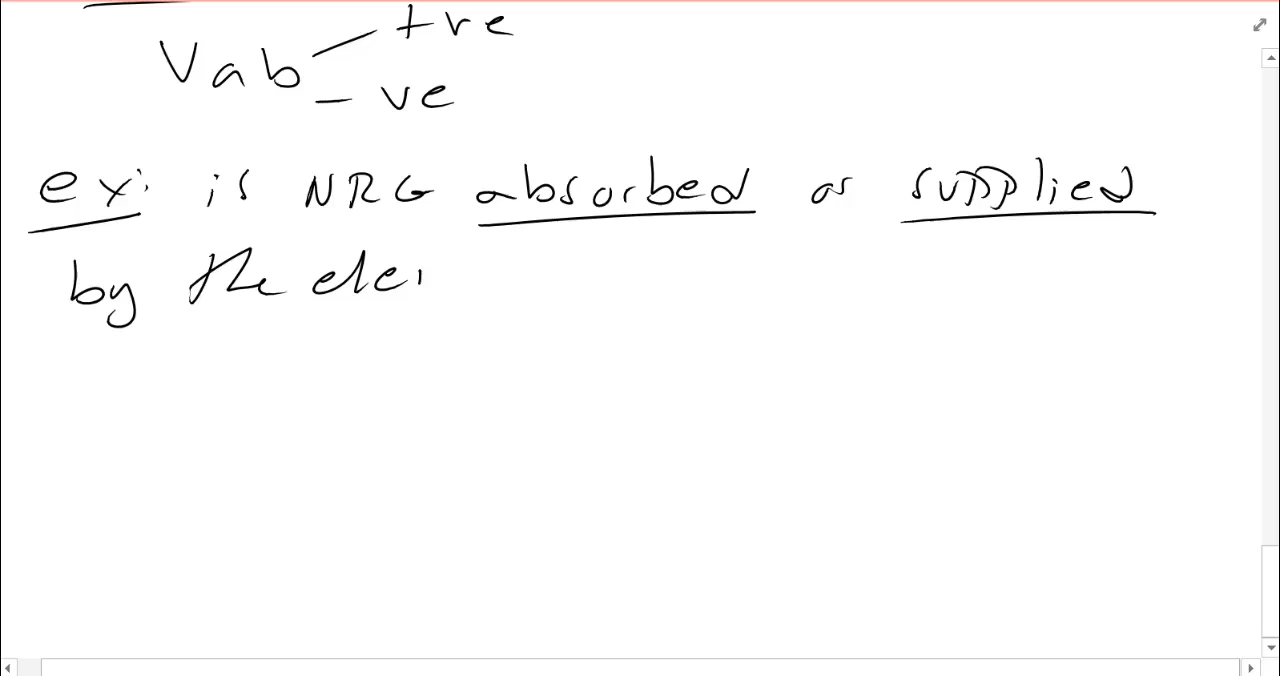 +ve
Vab
- ve
ex: is NRG absorbed or supplied
by the ele